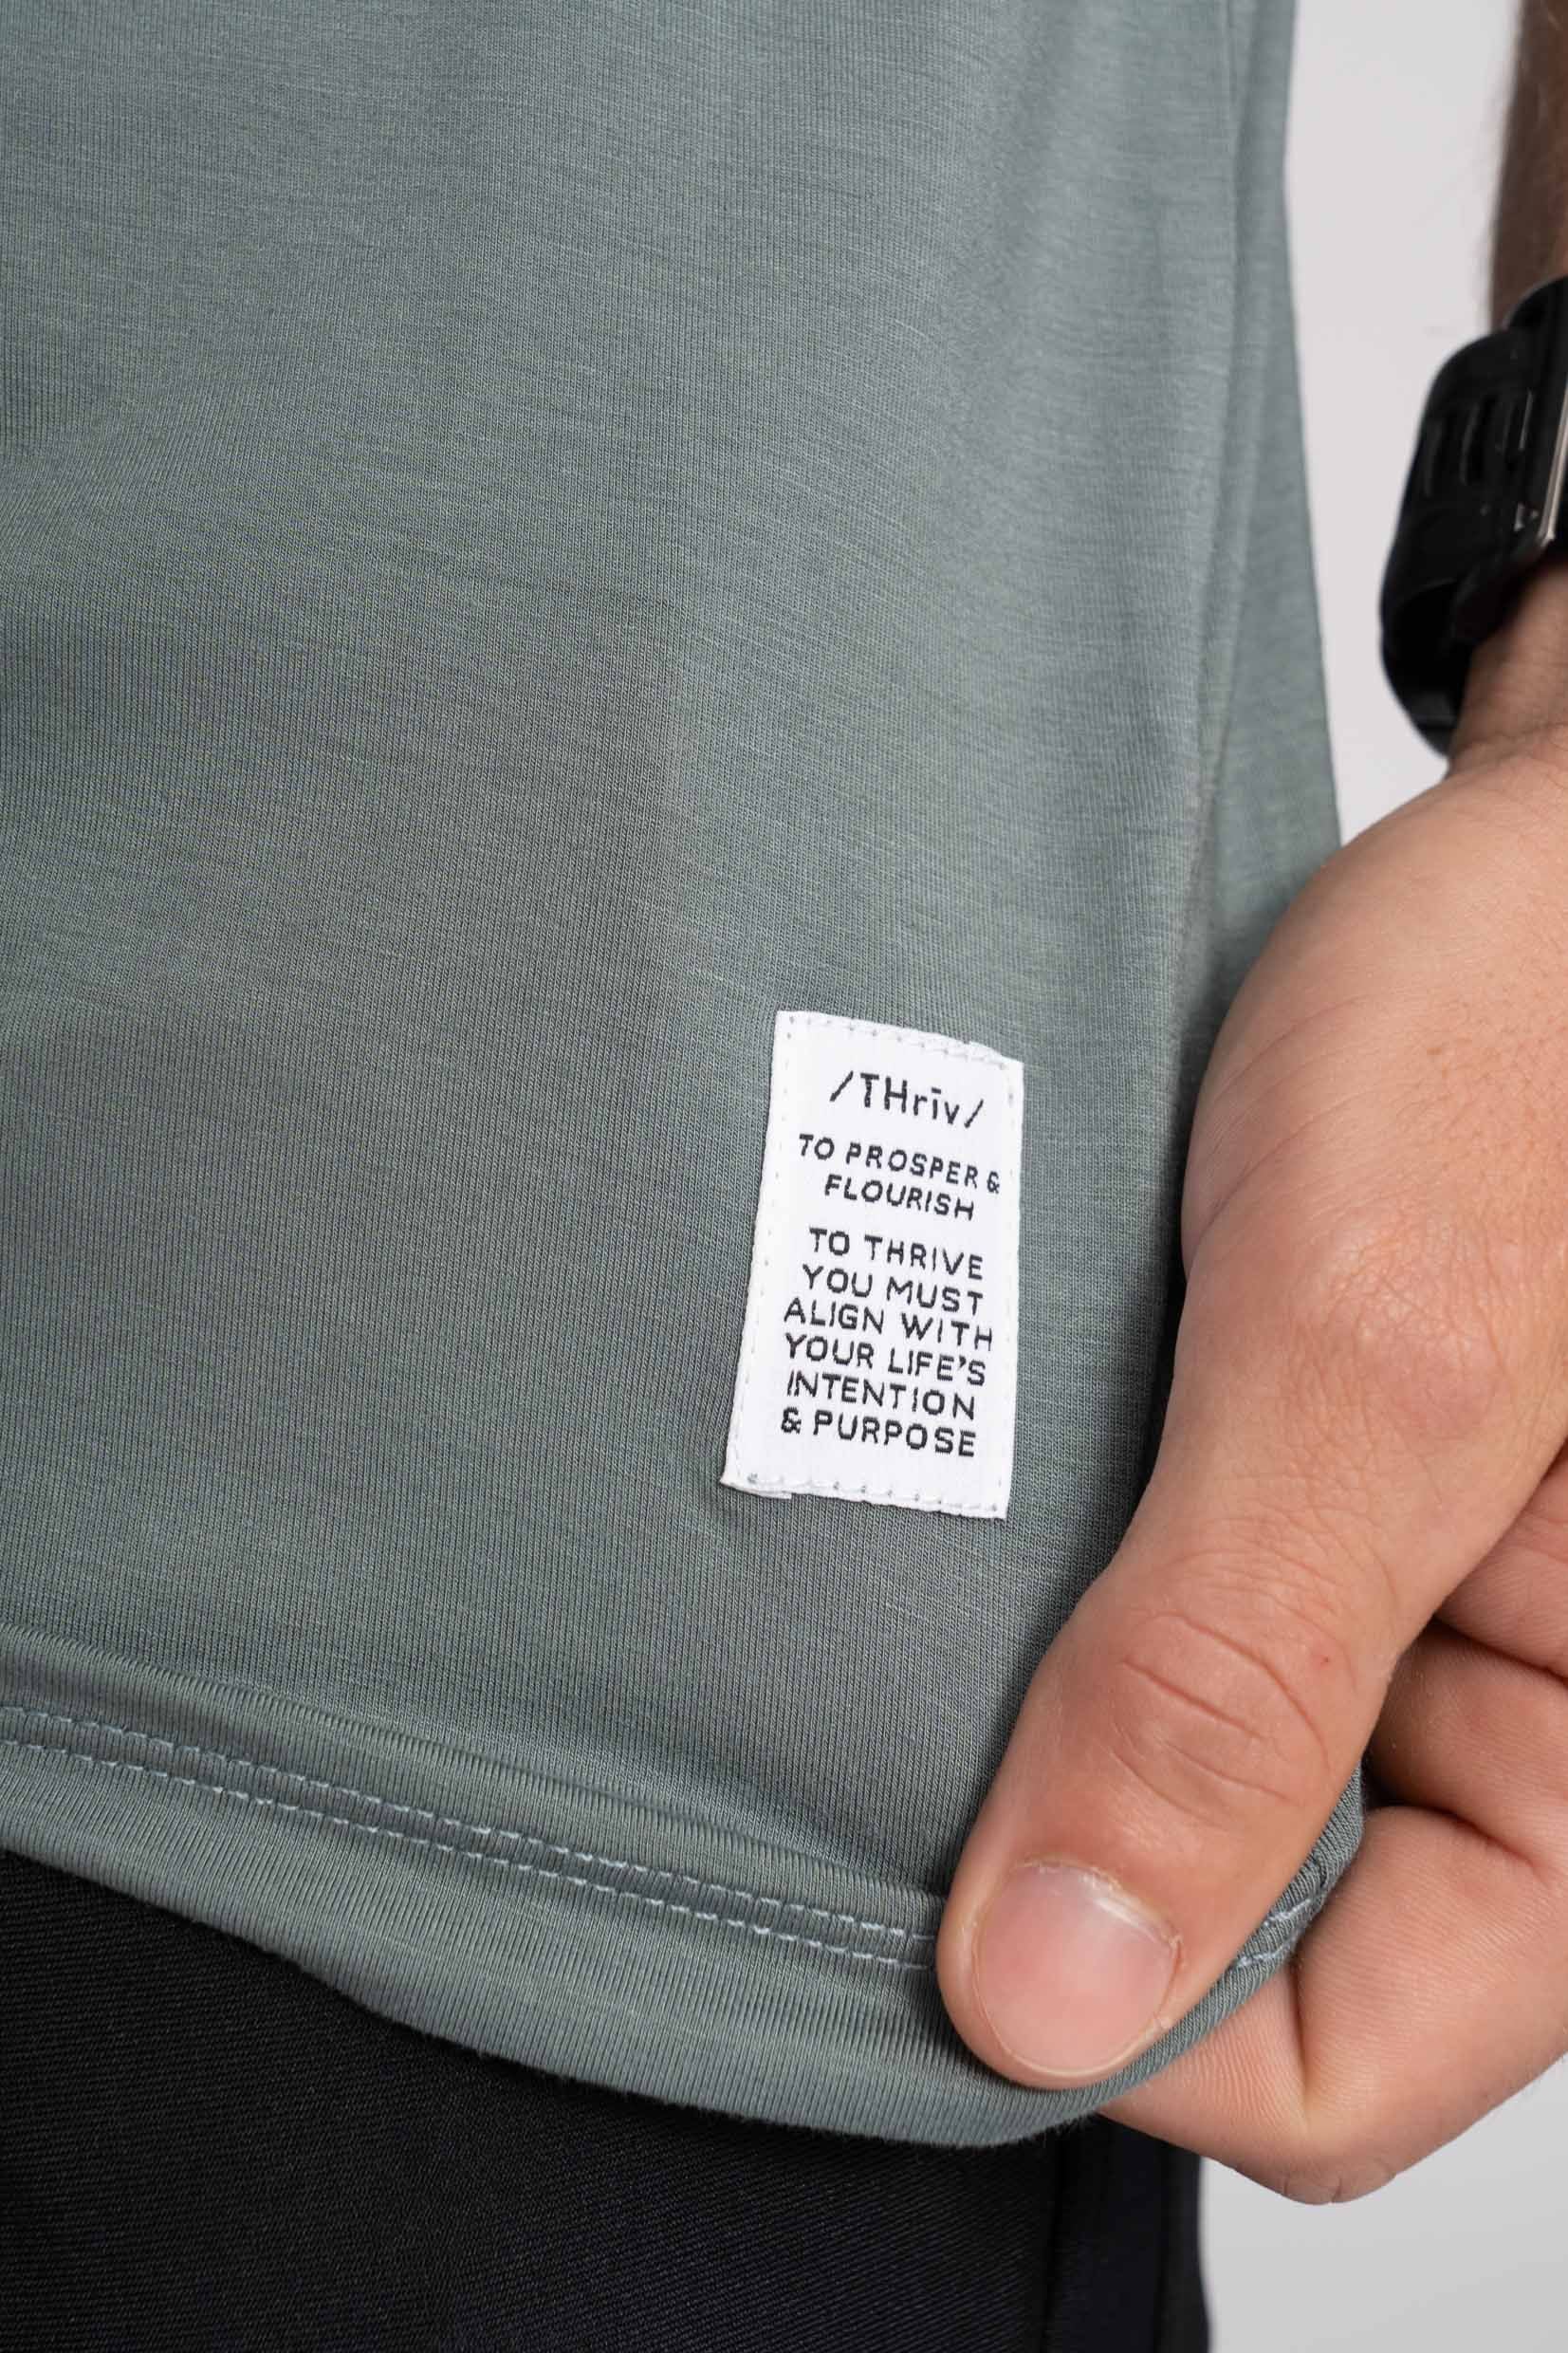 /THrīv/
TO PROSPER &
FLOURISH
TO THRIVE
YOU MUST
ALIGN WITH
YOUR LIFE'S
INTENTION
& PURPOSE